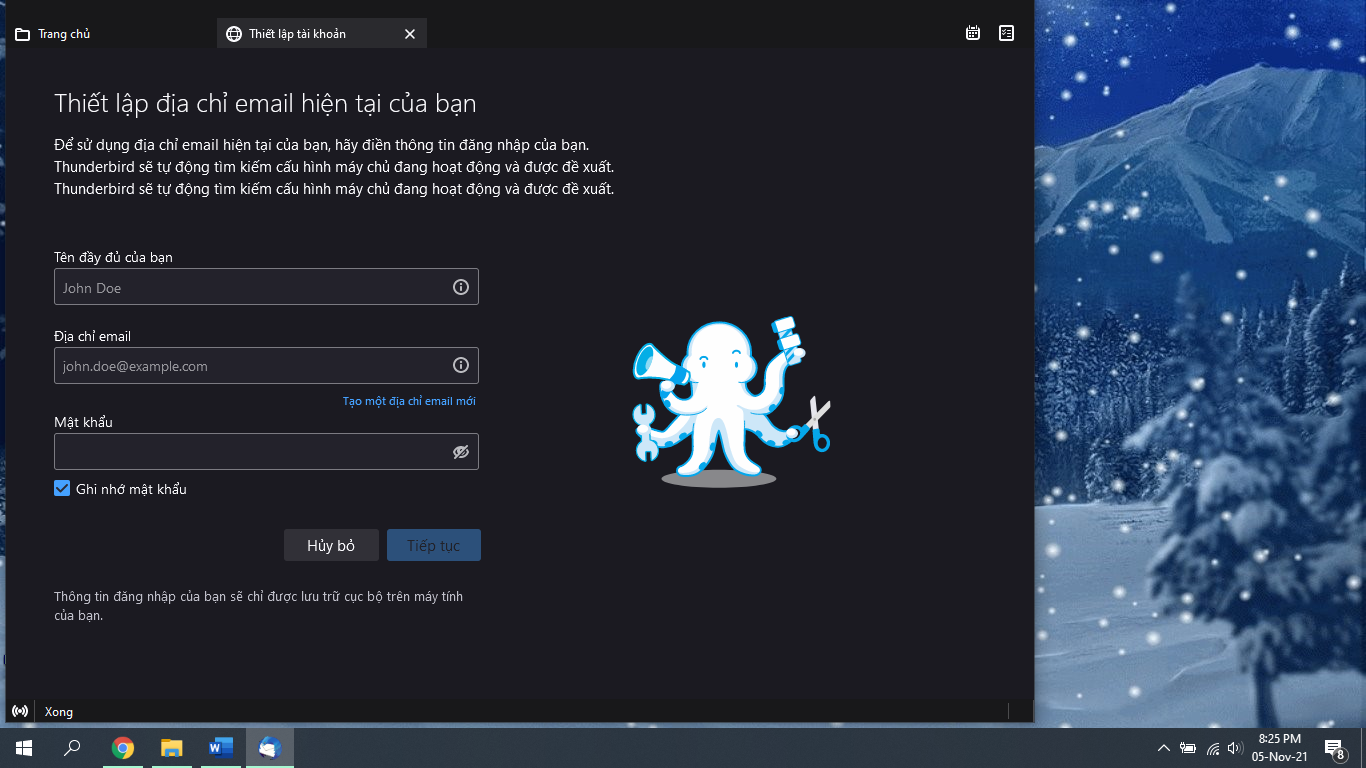 Trang chủ
Thiết lập tài khoản
Thiết lập địa chỉ email hiện tại của bạn
Để sử dụng địa chỉ email hiện tại của bạn, hãy điền thông tin đăng nhập của bạn.
Thunderbird sẽ tự động tìm kiếm cấu hình máy chủ đang hoạt động và được đề xuất.
Thunderbird sẽ tự động tìm kiếm cấu hình máy chủ đang hoạt động và được đề xuất.
Tên đầy đủ của bạn
John Doe
Địa chỉ email
john.doe@example.com
Tạo một địa chỉ email mới
Mật khẩu
Ghi nhớ mật khẩu
Hủy bỏ
Tiếp tục
Thông tin đăng nhập của bạn sẽ chỉ được lưu trữ cục bộ trên máy tính
của bạn.
Xong
W
8:25 PM
05-Nov-21
8